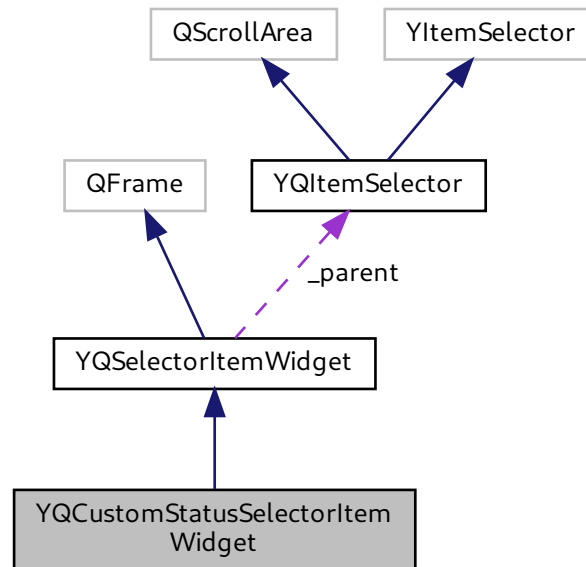 QScrollArea
YItemSelector
QFrame
YQItemSelector
_parent
YQSelectorItemWidget
YQCustomStatusSelectorItem
Widget